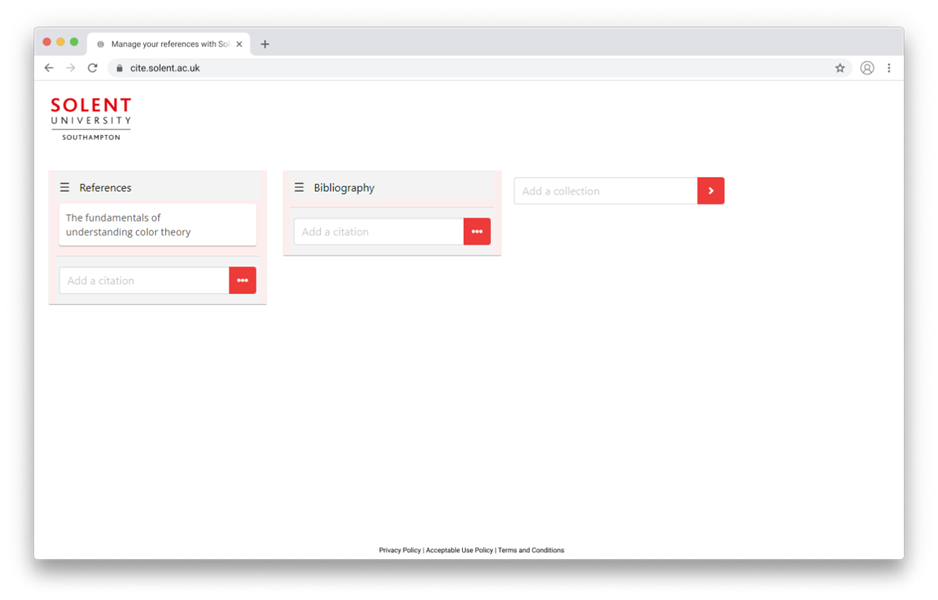 Manage your references with Sol
cite.solent.ac.uk
SOLENT
UNIVERSITY
SOUTHAMPTON
References
The fundamentals of
understanding color theory
Add a citation
Bibliography
Add a citation
Add a collection
Privacy Policy | Acceptable Use Policy | Terms and Conditions